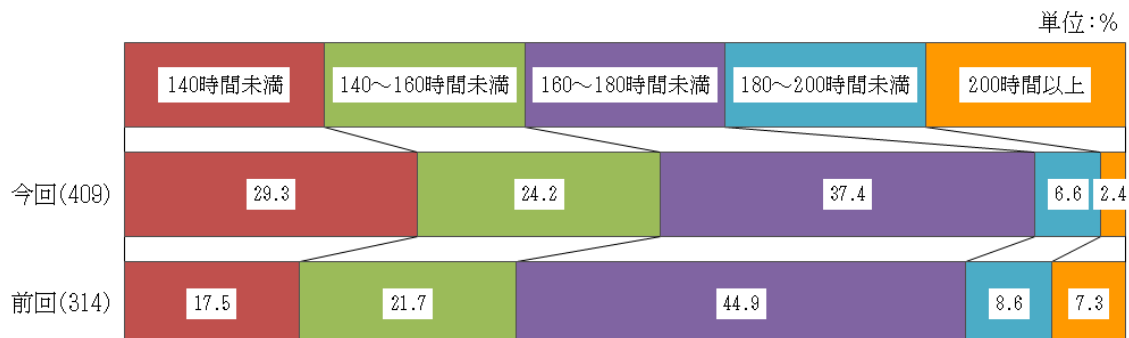 単位:%
140時間未満 140～160時間未満 160～180時間未満 180～200時間未満 200時間以上
今回(409) 29.3 24.2 37.4 6.6 2.4
前回(314) 17.5 21.7 44.9 8.6 7.3